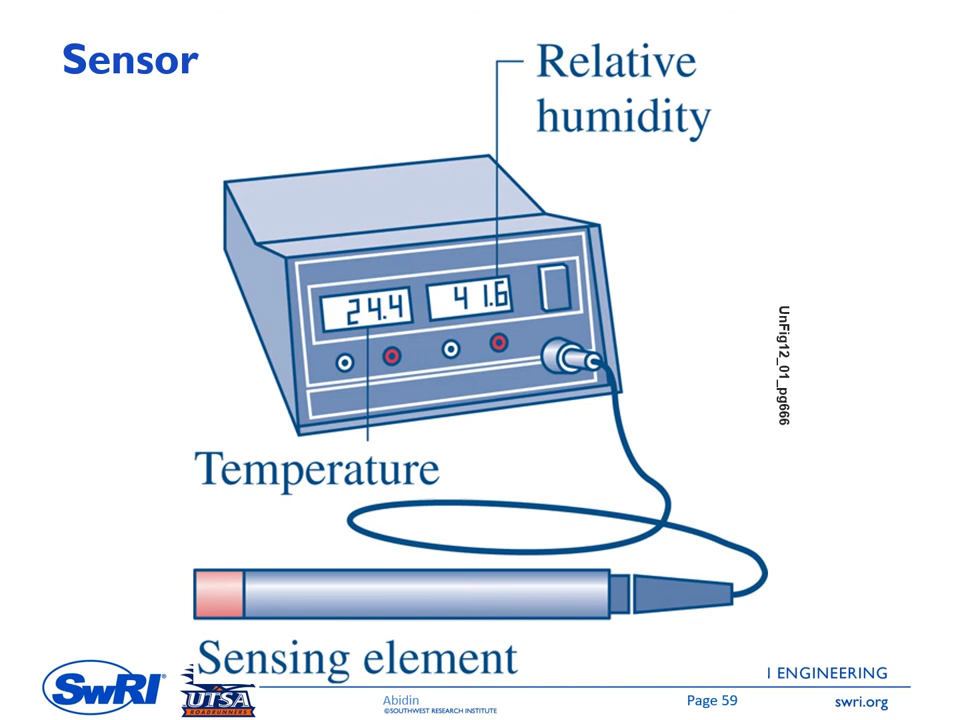 Sensor
Relative
humidity
24.4
41.6
UnFig12_01_pg666
Temperature
Sensing element
SwRI®
UTSA
ROADRUNNERS
I ENGINEERING
Abidin
©SOUTHWEST RESEARCH INSTITUTE
Page 59
swri.org